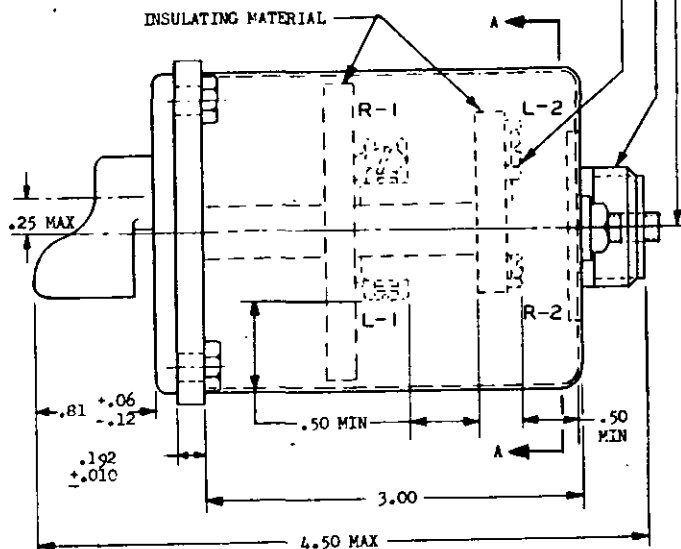 INSULATING MATERIAL
A
R-1
L-2
.25 MAX
L-1
R-2
.81 +.06
-.12
.50 MIN
.50
MIN
A
.192
±.010
3.00
4.50 MAX